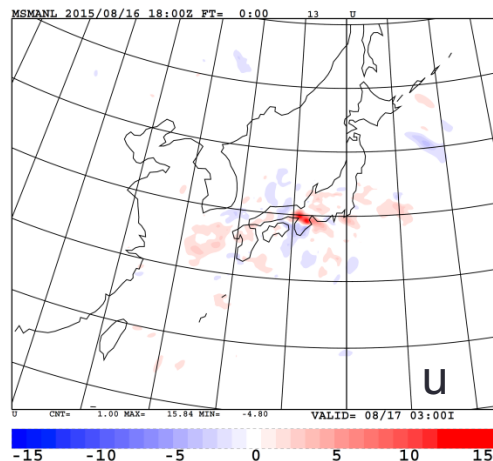 MSMANL 2015/08/16 18:00Z FT= 0:00 13 U
u
U CNT= 1.00 MAX= 15.84 MIN= -4.80 VALID= 08/17 03:00I
-15 -10 -5 0 5 10 15